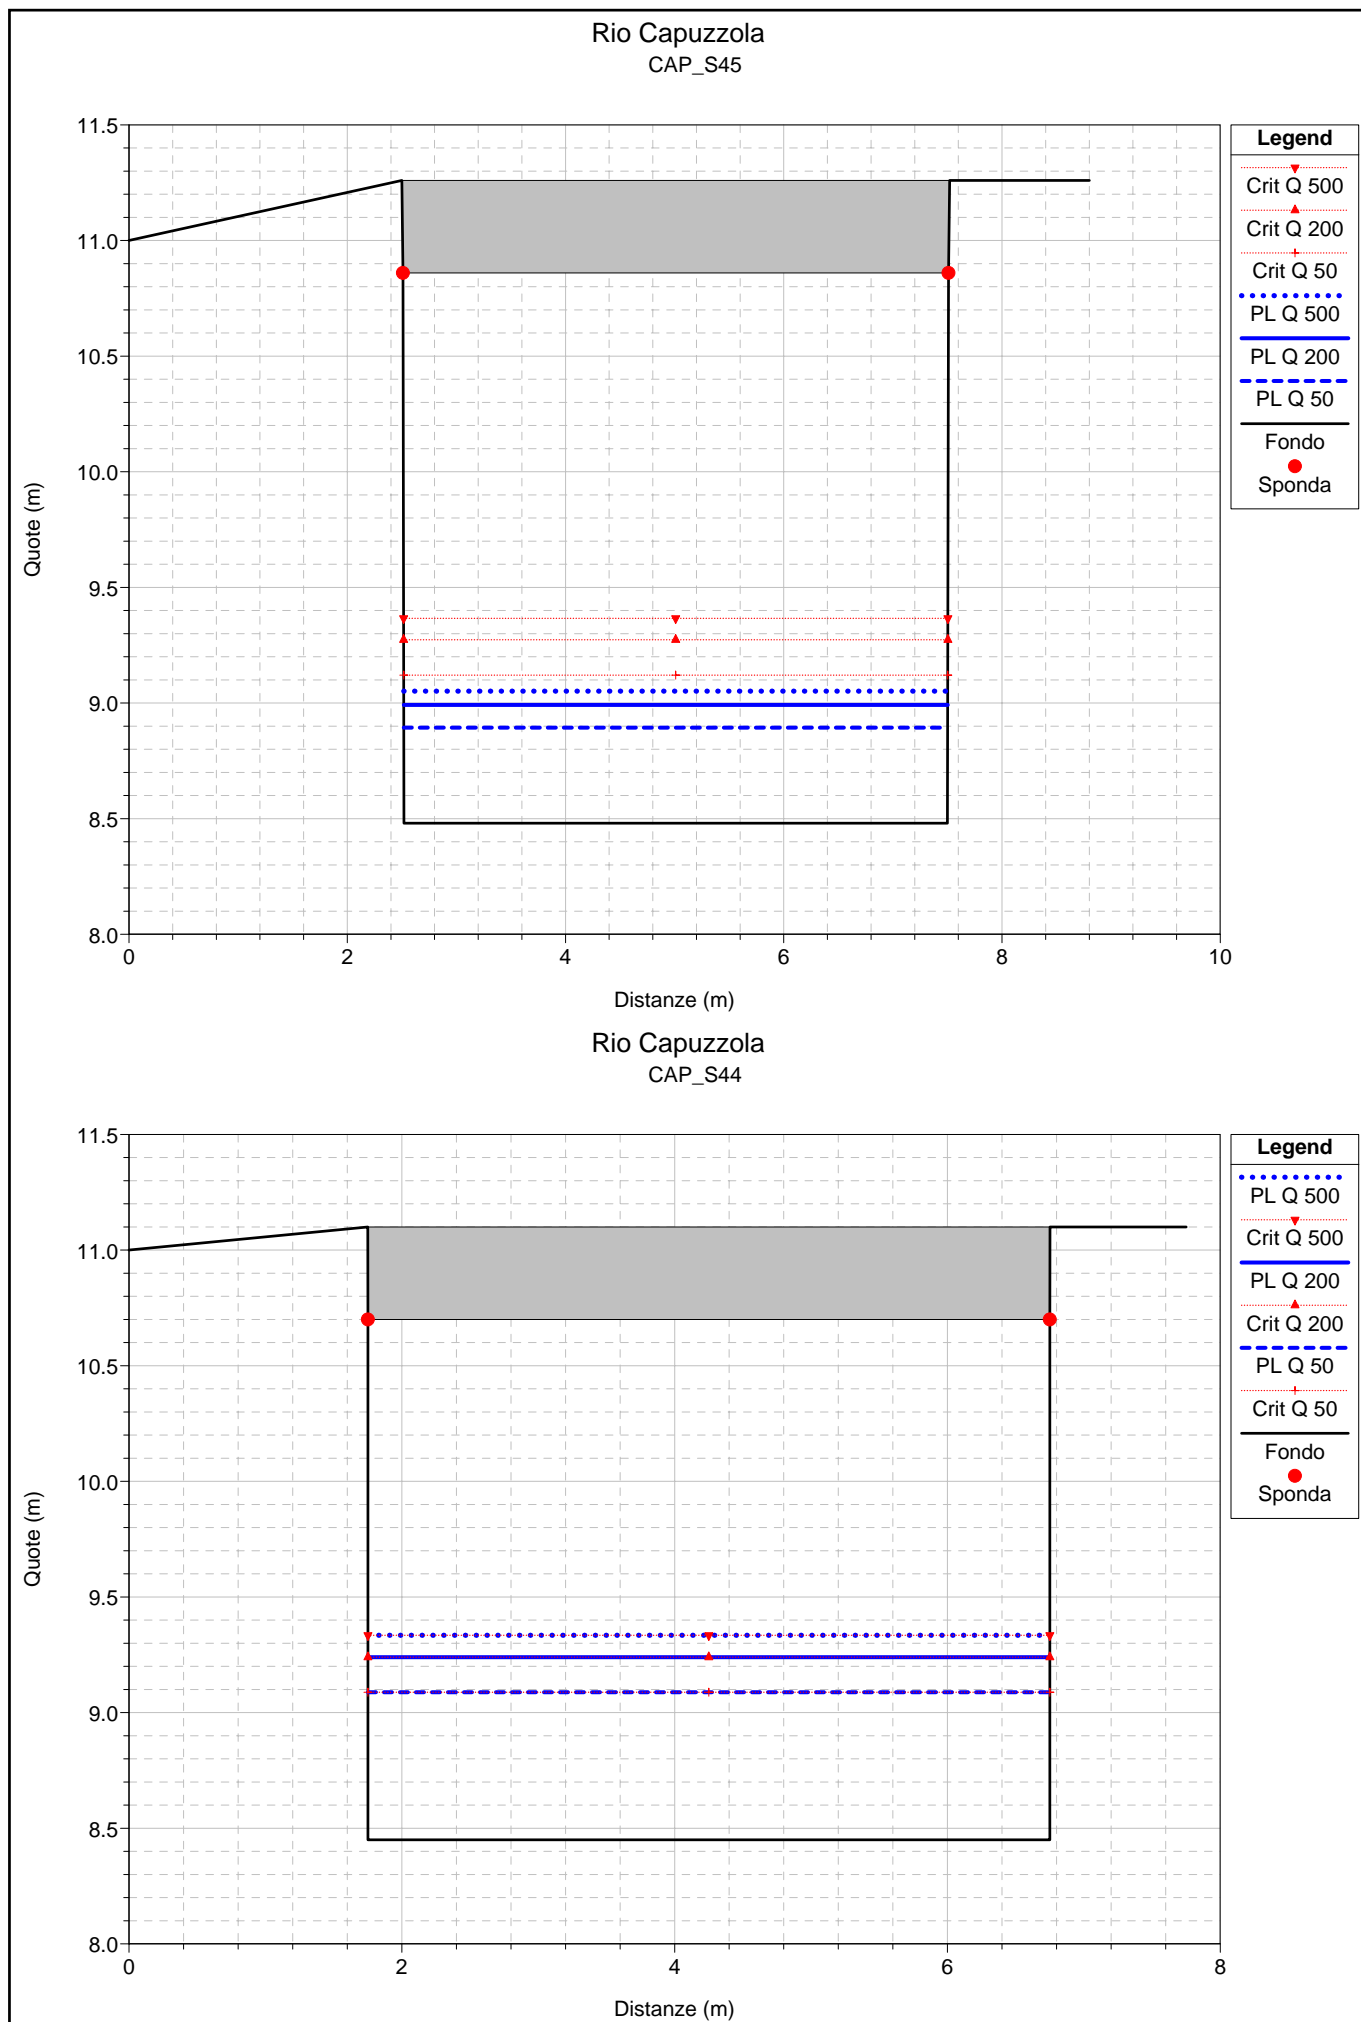 Rio Capuzzola
CAP_S45
11.5
11.0
10.5
10.0
9.5
9.0
8.5
8.0
0 2 4 6 8 10
Quote (m)
Distanze (m)
Legend
Crit Q 500
Crit Q 200
Crit Q 50
PL Q 500
PL Q 200
PL Q 50
Fondo
Sponda
Rio Capuzzola
CAP_S44
11.5
11.0
10.5
10.0
9.5
9.0
8.5
8.0
0 2 4 6 8
Quote (m)
Distanze (m)
Legend
PL Q 500
Crit Q 500
PL Q 200
Crit Q 200
PL Q 50
Crit Q 50
Fondo
Sponda